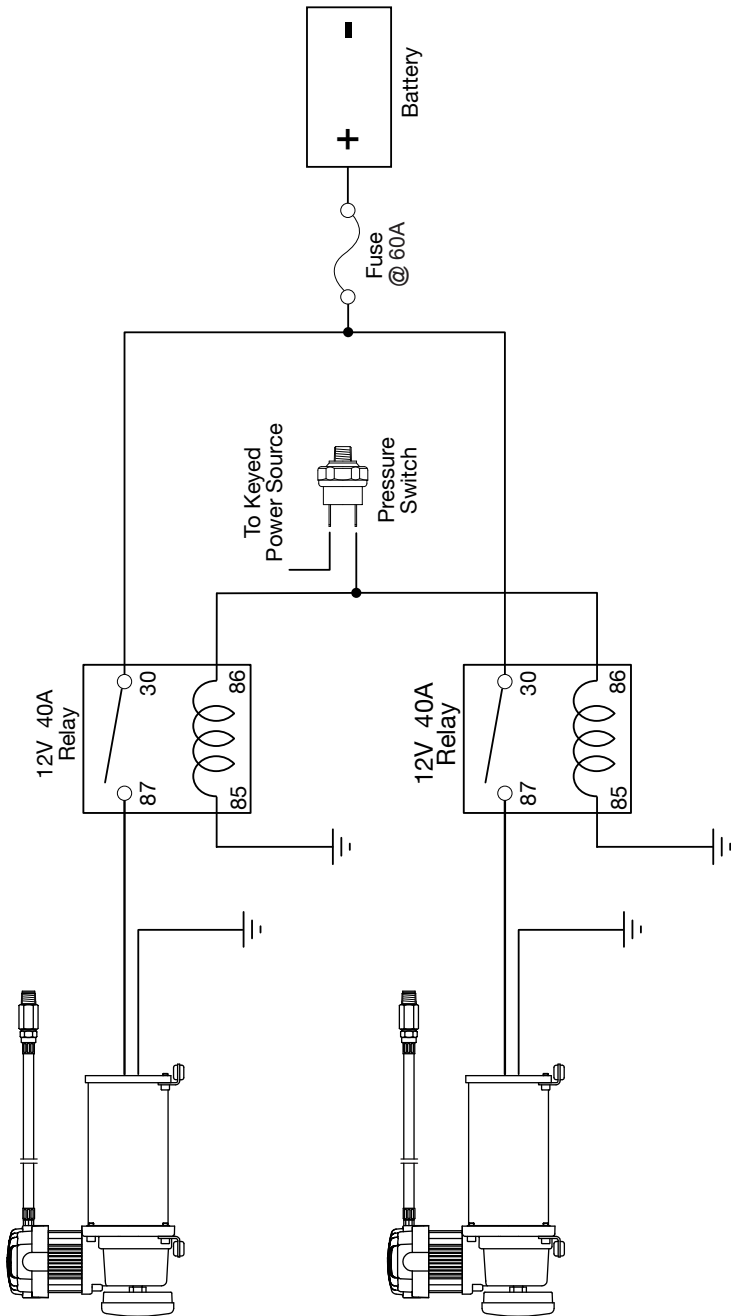 Battery
Fuse
@ 60A
To Keyed
Power Source
Pressure
Switch
12V 40A
Relay
30
87
86
85
12V 40A
Relay
30
87
86
85